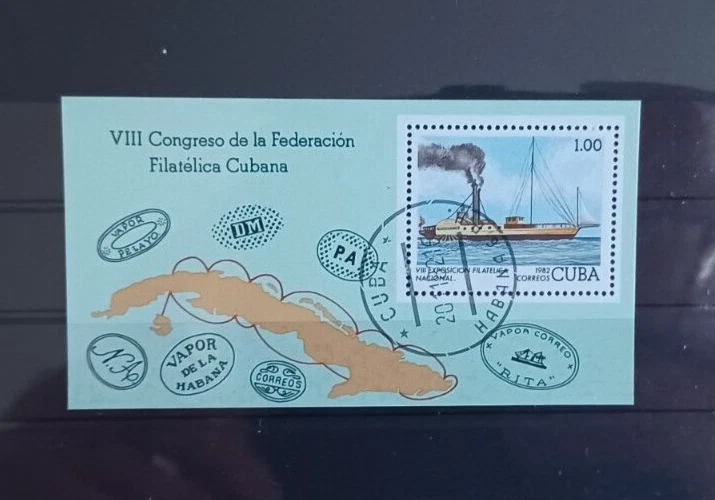 VIII Congreso de la Federación
Filatélica Cubana
1.00
VAPOR
PELAYO
DM
P.A.
VIII EXPOSICION FILATELICA
NACIONAL.
1982
CORREOS
CUBA
CUBA
HABANA
N.A
VAPOR
DE LA
HABANA
CORREOS
VAPOR CORREO
"RITA"